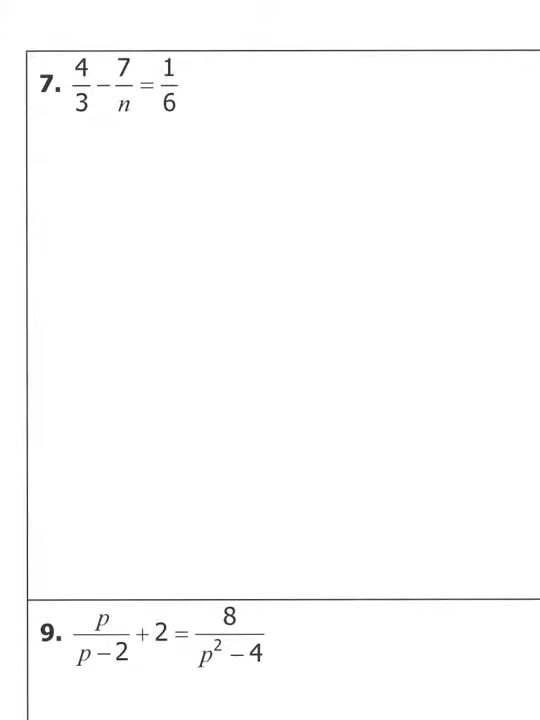 7. 4/3 − 7/n = 1/6
9. p/(p − 2) + 2 = 8/(p² − 4)